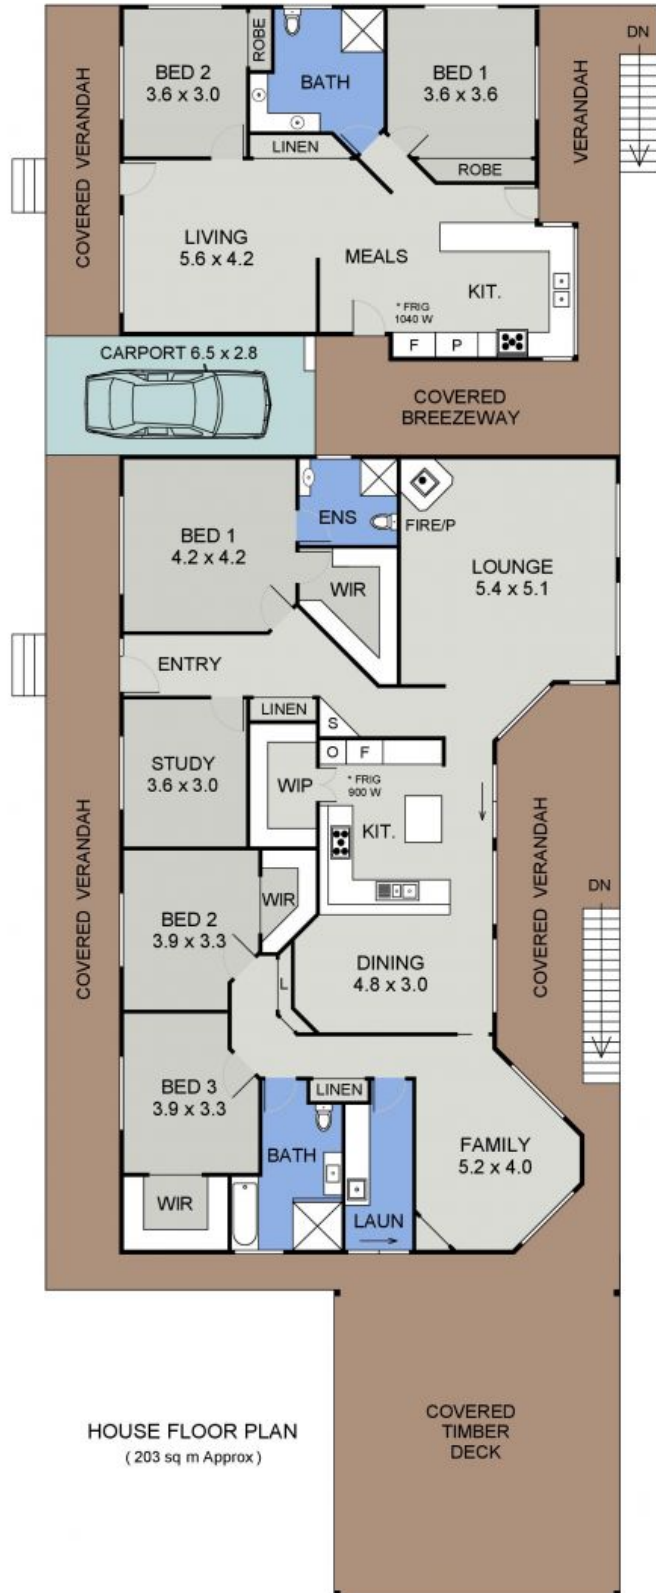 DN
BED 2
3.6 x 3.0
ROBE
BATH
BED 1
3.6 x 3.6
COVERED VERANDAH
VERANDAH
LINEN
ROBE
LIVING
5.6 x 4.2
MEALS
KIT.
* FRIG
1040 W
F
P
CARPORT 6.5 x 2.8
COVERED
BREEZEWAY
BED 1
4.2 x 4.2
ENS
FIRE/P
LOUNGE
5.4 x 5.1
WIR
ENTRY
LINEN
S
STUDY
3.6 x 3.0
WIP
O
F
* FRIG
900 W
KIT.
COVERED VERANDAH
COVERED VERANDAH
DN
BED 2
3.9 x 3.3
WIR
L
DINING
4.8 x 3.0
BED 3
3.9 x 3.3
LINEN
BATH
FAMILY
5.2 x 4.0
WIR
LAUN
HOUSE FLOOR PLAN
( 203 sq m Approx )
COVERED
TIMBER
DECK